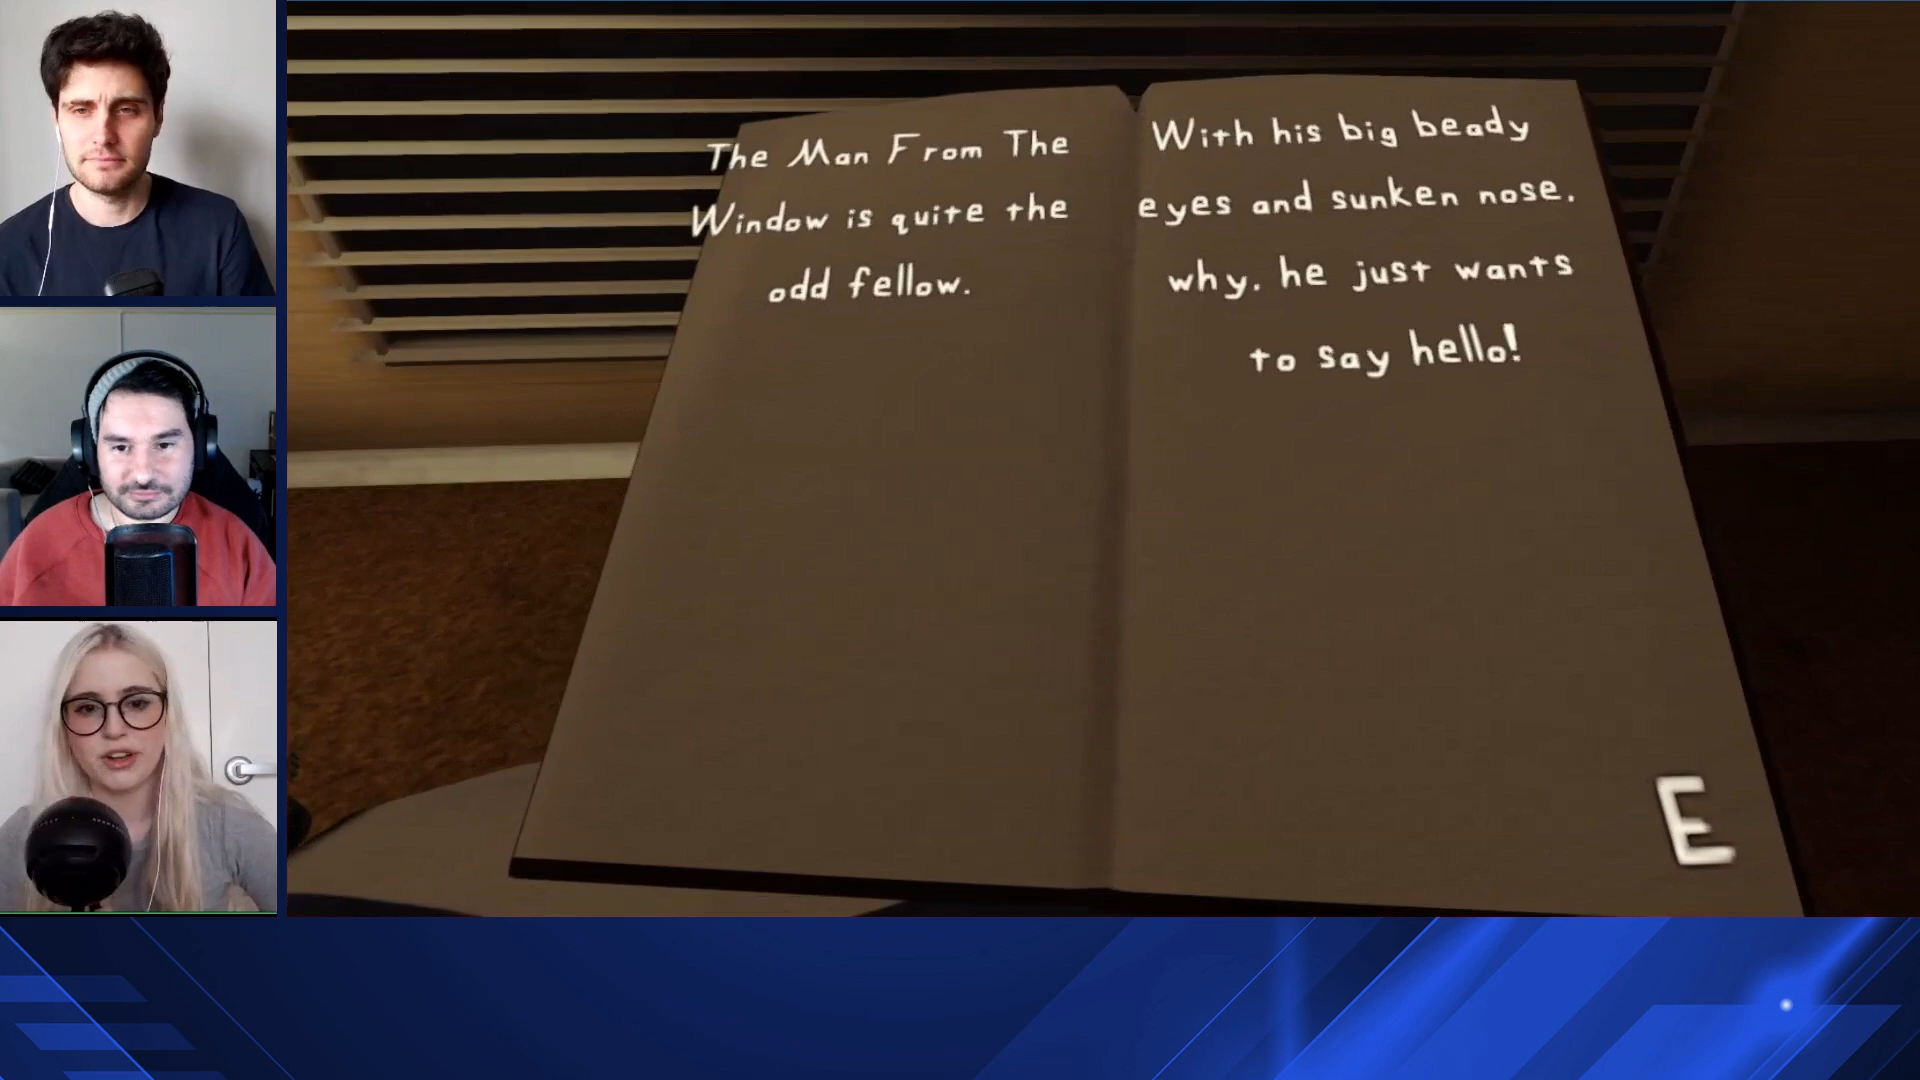 The Man From The
Window is quite the
odd fellow.
With his big beady
eyes and sunken nose,
why, he just wants
to say hello!
E